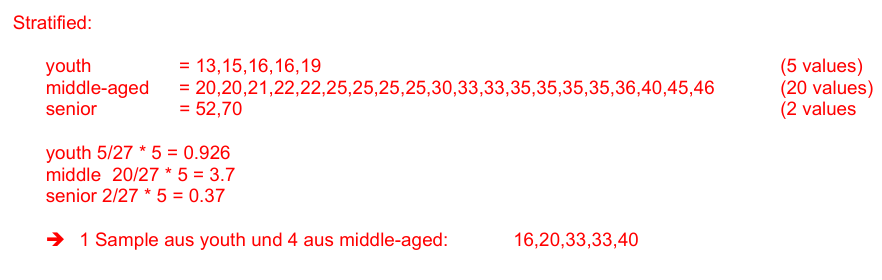 Stratified:
youth = 13,15,16,16,19 (5 values)
middle-aged = 20,20,21,22,22,25,25,25,25,30,33,33,35,35,35,35,36,40,45,46 (20 values)
senior = 52,70 (2 values
youth 5/27 * 5 = 0.926
middle 20/27 * 5 = 3.7
senior 2/27 * 5 = 0.37
➔ 1 Sample aus youth und 4 aus middle-aged: 16,20,33,33,40